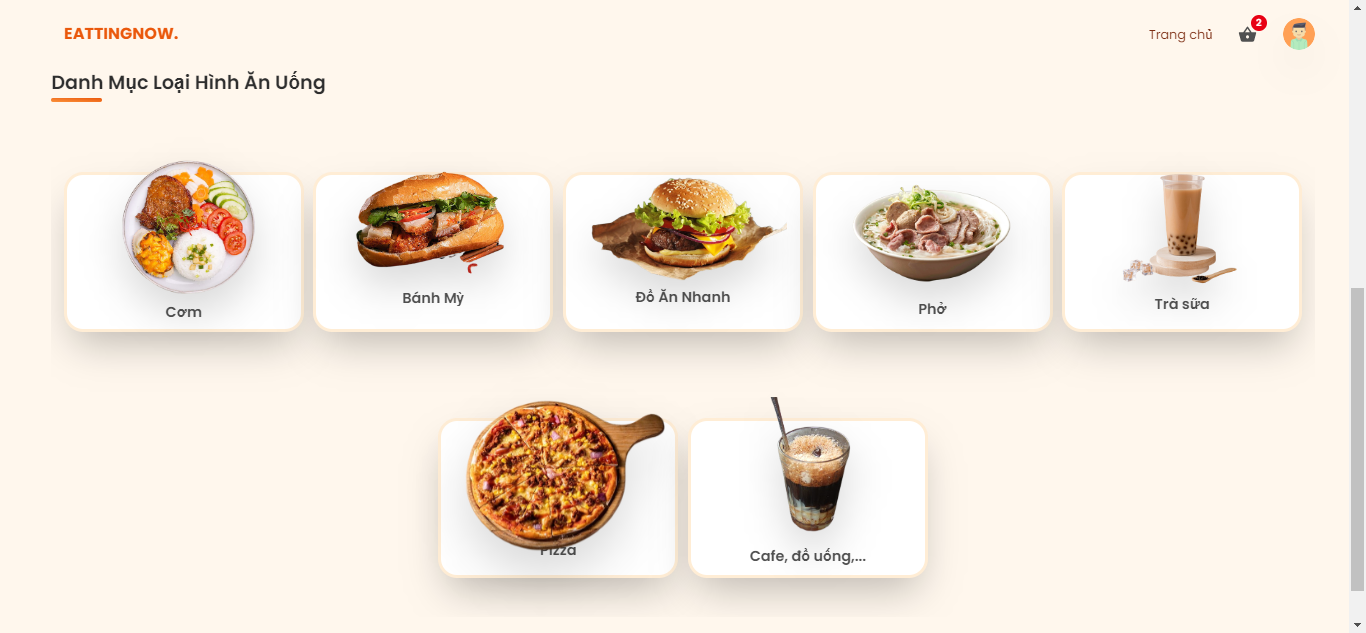 EATTINGNOW.
Trang chủ
2
Danh Mục Loại Hình Ăn Uống
Cơm
Bánh Mỳ
Đồ Ăn Nhanh
Phở
Trà sữa
Pizza
Cafe, đồ uống,...